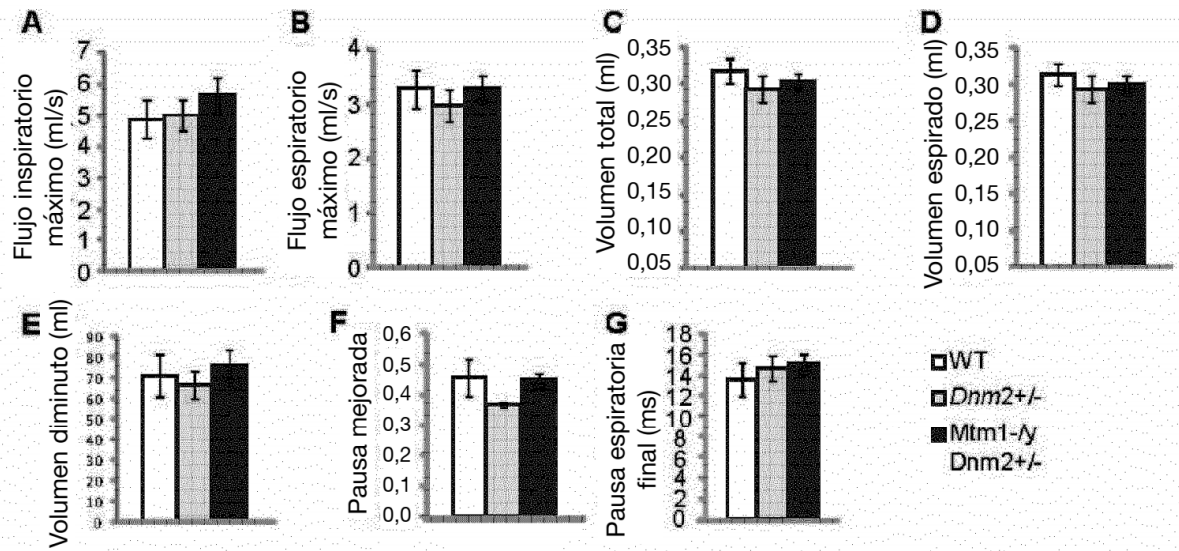 A
Flujo inspiratorio
máximo (ml/s)
7
6
5
4
3
2
1
0
B
Flujo espiratorio
máximo (ml/s)
4
3
2
1
0
C
Volumen total (ml)
0,35
0,30
0,25
0,20
0,15
0,10
0,05
D
Volumen espirado (ml)
0,35
0,30
0,25
0,20
0,15
0,10
0,05
E
Volumen diminuto (ml)
90
80
70
60
50
40
30
20
10
0
F
Pausa mejorada
0,6
0,5
0,4
0,3
0,2
0,1
0,0
G
Pausa espiratoria
final (ms)
18
16
14
12
10
8
6
4
2
0
WT
Dnm2+/-
Mtm1-/y
Dnm2+/-